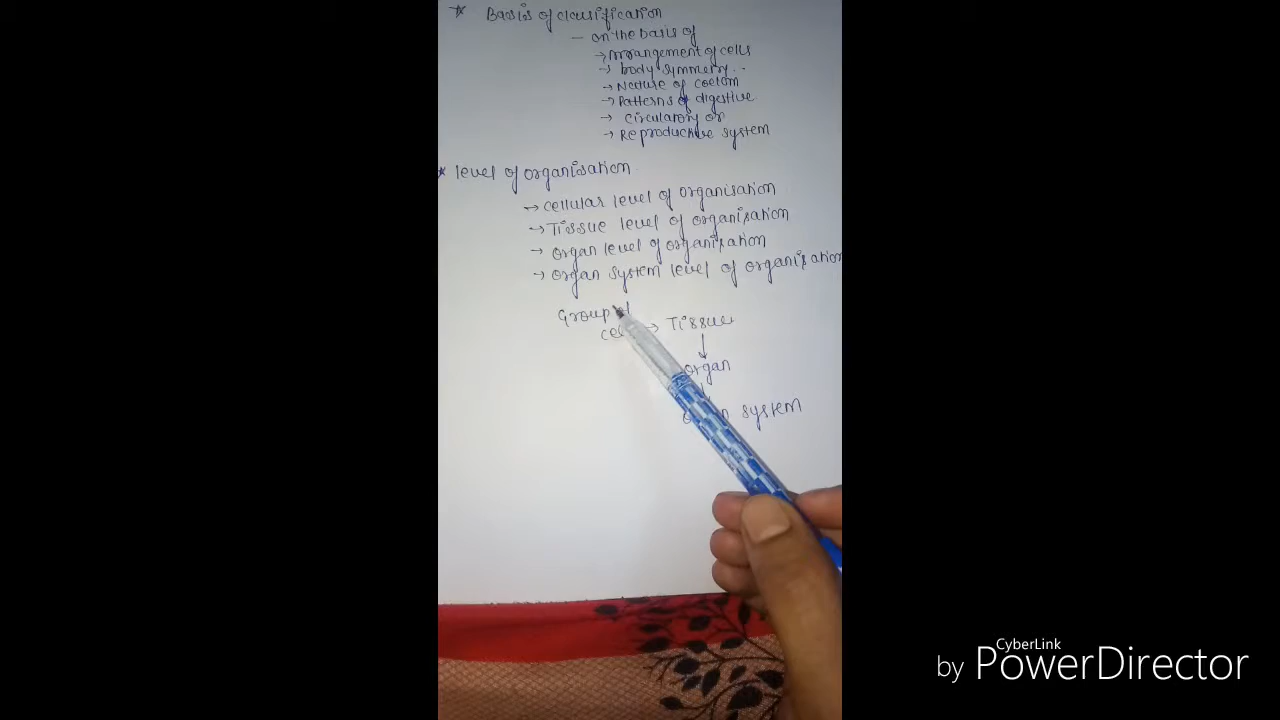 * Basis of classification
- on the basis of
→ Arrangement of cells
→ body symmetry..
→ Nature of coelom
→ Patterns of digestive
→ circulatory or
→ Reproductive system
* level of organisation
→ cellular level of organisation
→ Tissue level of organisation
→ organ level of organisation
→ organ system level of organisation
Group of
→ Tissue
↓
organ
system
CyberLink
by PowerDirector